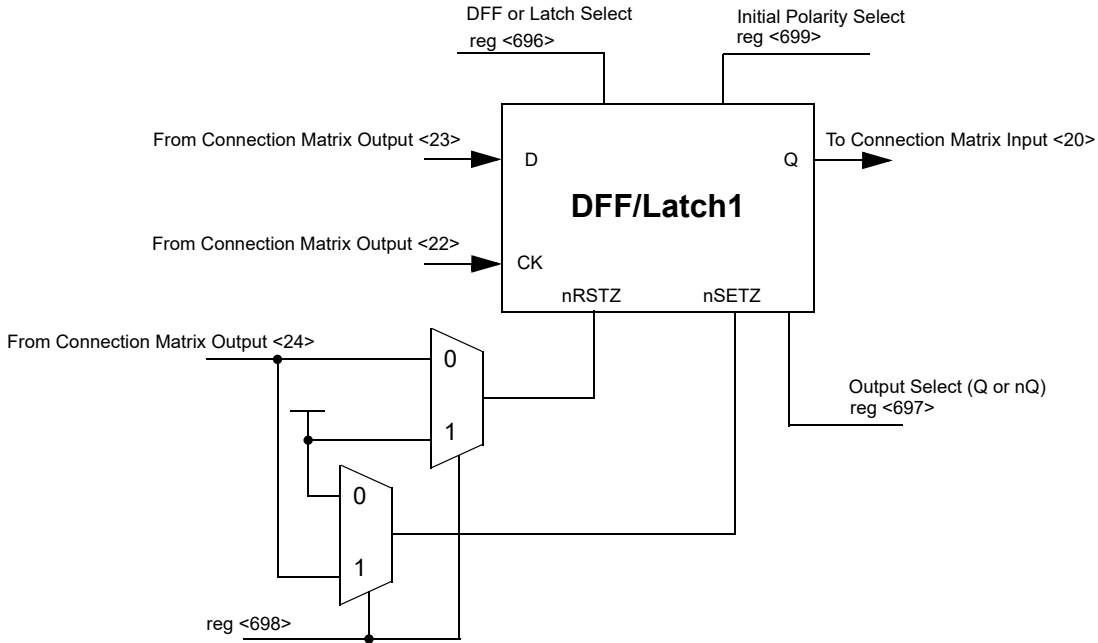 DFF or Latch Select
reg <696>
Initial Polarity Select
reg <699>
From Connection Matrix Output <23>
D
Q
To Connection Matrix Input <20>
DFF/Latch1
From Connection Matrix Output <22>
CK
nRSTZ
nSETZ
From Connection Matrix Output <24>
0
1
Output Select (Q or nQ)
reg <697>
0
1
reg <698>